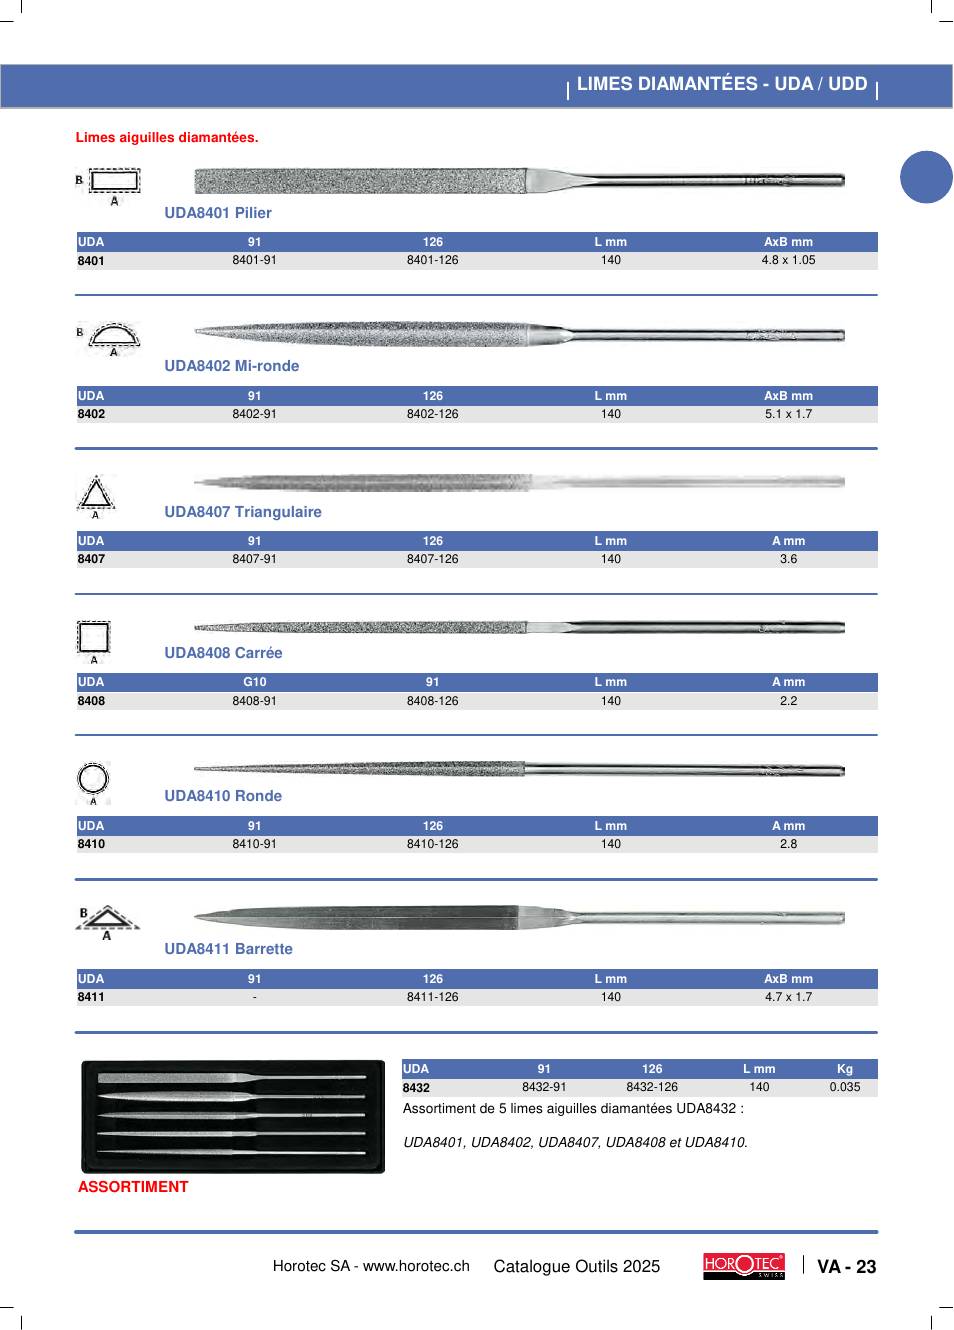 LIMES DIAMANTÉES - UDA / UDD
Limes aiguilles diamantées.
B
A
UDA8401 Pilier
UDA 91 126 L mm AxB mm
8401 8401-91 8401-126 140 4.8 x 1.05
B
A
UDA8402 Mi-ronde
UDA 91 126 L mm AxB mm
8402 8402-91 8402-126 140 5.1 x 1.7
A
UDA8407 Triangulaire
UDA 91 126 L mm A mm
8407 8407-91 8407-126 140 3.6
A
UDA8408 Carrée
UDA G10 91 L mm A mm
8408 8408-91 8408-126 140 2.2
A
UDA8410 Ronde
UDA 91 126 L mm A mm
8410 8410-91 8410-126 140 2.8
B
A
UDA8411 Barrette
UDA 91 126 L mm AxB mm
8411 - 8411-126 140 4.7 x 1.7
UDA 91 126 L mm Kg
8432 8432-91 8432-126 140 0.035
Assortiment de 5 limes aiguilles diamantées UDA8432 :
UDA8401, UDA8402, UDA8407, UDA8408 et UDA8410.
ASSORTIMENT
Horotec SA - www.horotec.ch Catalogue Outils 2025 HOROTEC® SWISS VA - 23